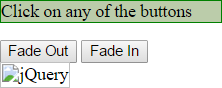 Click on any of the buttons
Fade Out Fade In
jQuery